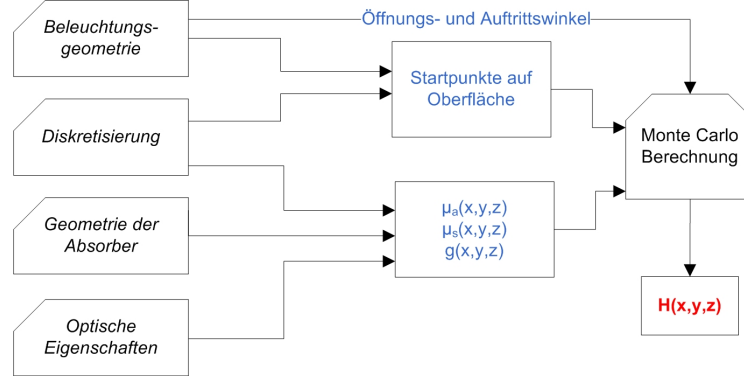 Beleuchtungs-
geometrie
Öffnungs- und Auftrittswinkel
Startpunkte auf
Oberfläche
Diskretisierung
Monte Carlo
Berechnung
µa(x,y,z)
µs(x,y,z)
g(x,y,z)
Geometrie der
Absorber
H(x,y,z)
Optische
Eigenschaften